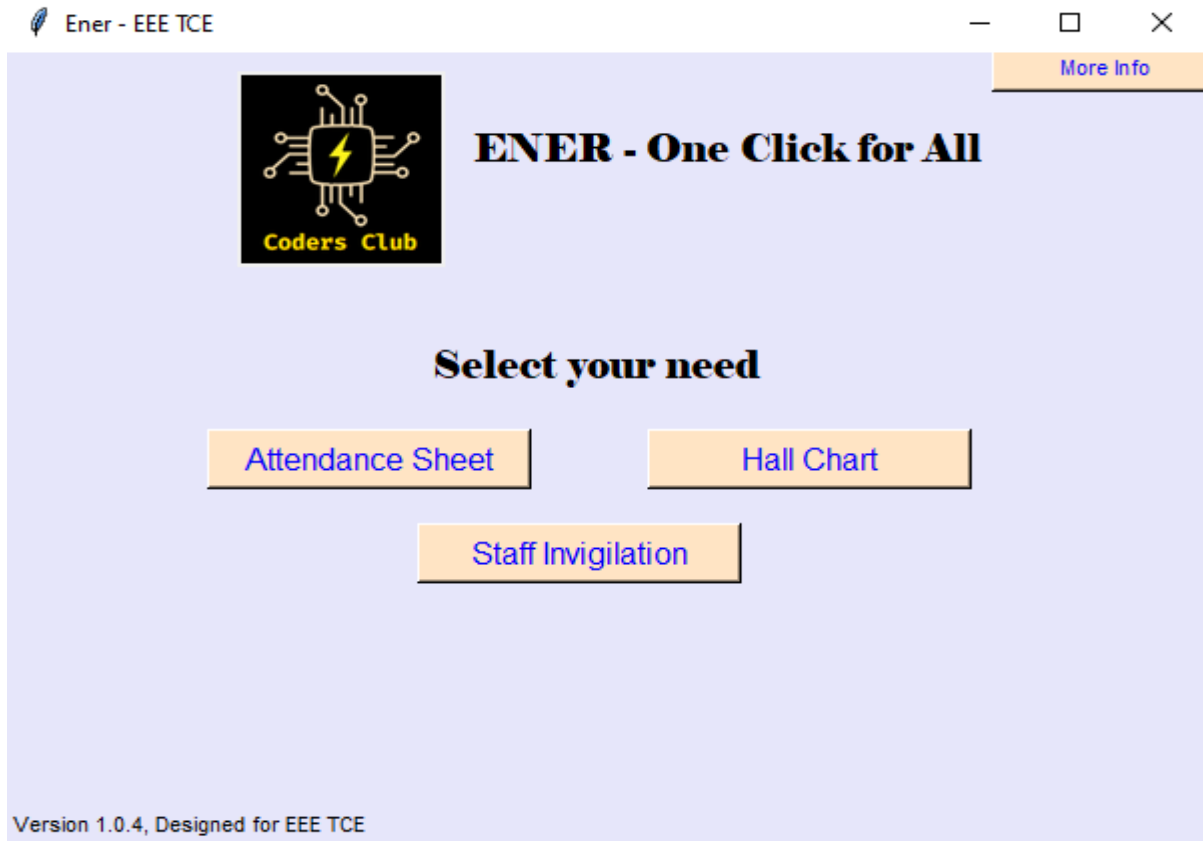 Ener - EEE TCE
More Info
ENER - One Click for All
Coders Club
Select your need
Attendance Sheet
Hall Chart
Staff Invigilation
Version 1.0.4, Designed for EEE TCE